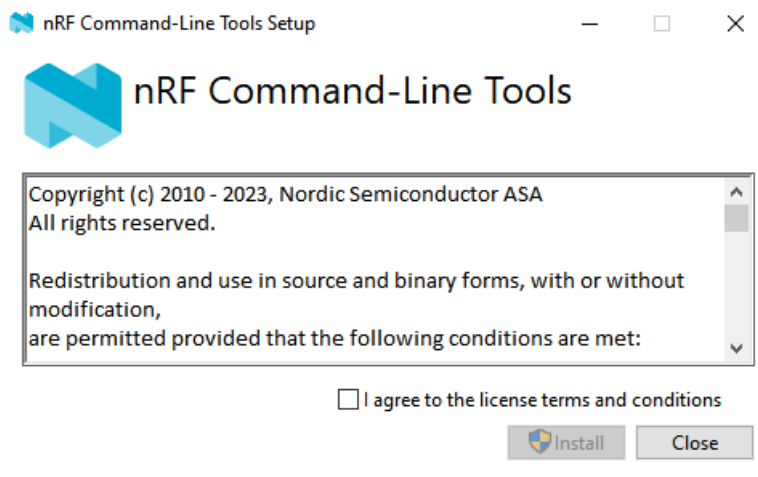 nRF Command-Line Tools Setup
nRF Command-Line Tools
Copyright (c) 2010 - 2023, Nordic Semiconductor ASA
All rights reserved.
Redistribution and use in source and binary forms, with or without
modification,
are permitted provided that the following conditions are met:
I agree to the license terms and conditions
Install
Close